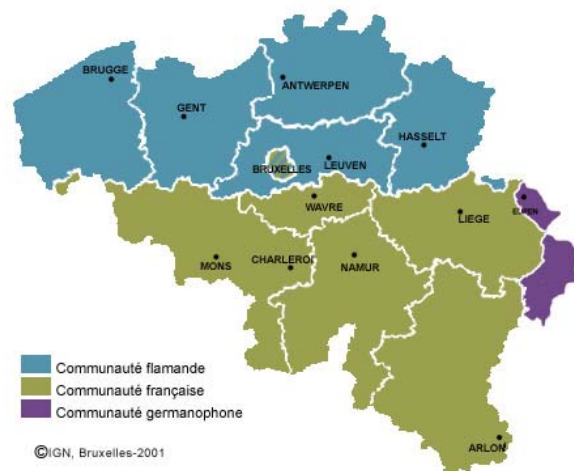 BRUGGE
ANTWERPEN
GENT
HASSELT
BRUXELLES
LEUVEN
WAVRE
LIEGE
EUPEN
MONS
CHARLEROI
NAMUR
Communauté flamande
Communauté française
Communauté germanophone
ARLON
©IGN, Bruxelles-2001